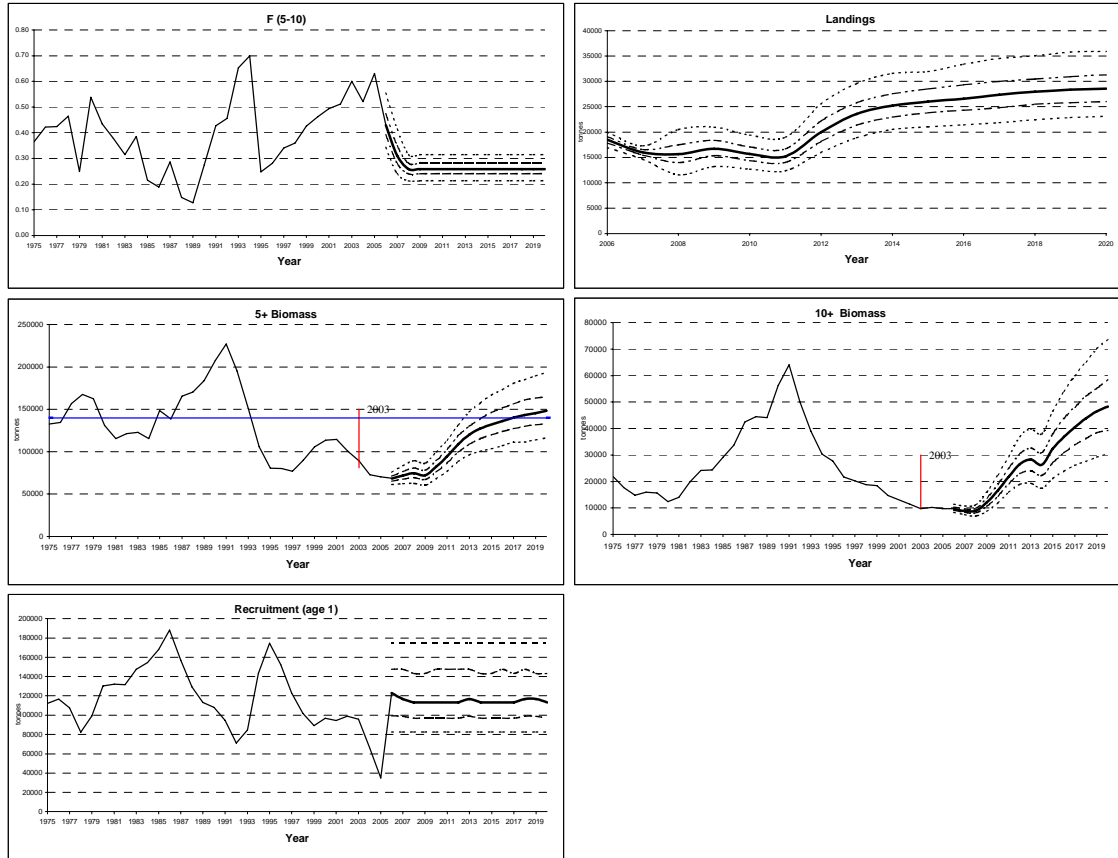 F (5-10)
0.80
0.70
0.60
0.50
0.40
0.30
0.20
0.10
0.00
1975 1977 1979 1981 1983 1985 1987 1989 1991 1993 1995 1997 1999 2001 2003 2005 2007 2009 2011 2013 2015 2017 2019
Year
Landings
tonnes
40000
35000
30000
25000
20000
15000
10000
5000
0
2006 2008 2010 2012 2014 2016 2018 2020
Year
5+ Biomass
tonnes
250000
200000
150000
100000
50000
0
2003
1975 1977 1979 1981 1983 1985 1987 1989 1991 1993 1995 1997 1999 2001 2003 2005 2007 2009 2011 2013 2015 2017 2019
Year
10+ Biomass
tonnes
80000
70000
60000
50000
40000
30000
20000
10000
0
2003
1975 1977 1979 1981 1983 1985 1987 1989 1991 1993 1995 1997 1999 2001 2003 2005 2007 2009 2011 2013 2015 2017 2019
Year
Recruitment (age 1)
tonnes
200000
180000
160000
140000
120000
100000
80000
60000
40000
20000
0
1975 1977 1979 1981 1983 1985 1987 1989 1991 1993 1995 1997 1999 2001 2003 2005 2007 2009 2011 2013 2015 2017 2019
Year